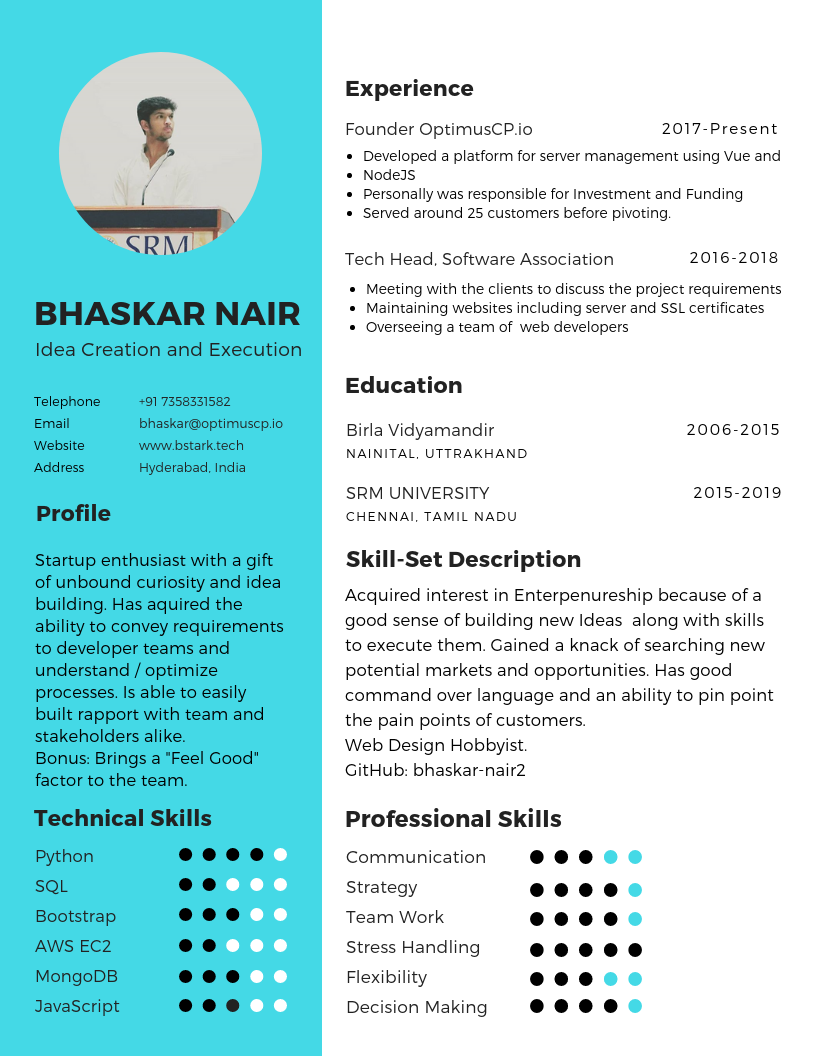 SRM
BHASKAR NAIR
Idea Creation and Execution
Telephone +91 7358331582
Email bhaskar@optimuscp.io
Website www.bstark.tech
Address Hyderabad, India
Profile
Startup enthusiast with a gift
of unbound curiosity and idea
building. Has aquired the
ability to convey requirements
to developer teams and
understand / optimize
processes. Is able to easily
built rapport with team and
stakeholders alike.
Bonus: Brings a "Feel Good"
factor to the team.
Technical Skills
Python
SQL
Bootstrap
AWS EC2
MongoDB
JavaScript
Experience
Founder OptimusCP.io 2017-Present
• Developed a platform for server management using Vue and
• NodeJS
• Personally was responsible for Investment and Funding
• Served around 25 customers before pivoting.
Tech Head, Software Association 2016-2018
• Meeting with the clients to discuss the project requirements
• Maintaining websites including server and SSL certificates
• Overseeing a team of  web developers
Education
Birla Vidyamandir 2006-2015
NAINITAL, UTTRAKHAND
SRM UNIVERSITY 2015-2019
CHENNAI, TAMIL NADU
Skill-Set Description
Acquired interest in Enterpenureship because of a
good sense of building new Ideas  along with skills
to execute them. Gained a knack of searching new
potential markets and opportunities. Has good
command over language and an ability to pin point
the pain points of customers.
Web Design Hobbyist.
GitHub: bhaskar-nair2
Professional Skills
Communication
Strategy
Team Work
Stress Handling
Flexibility
Decision Making